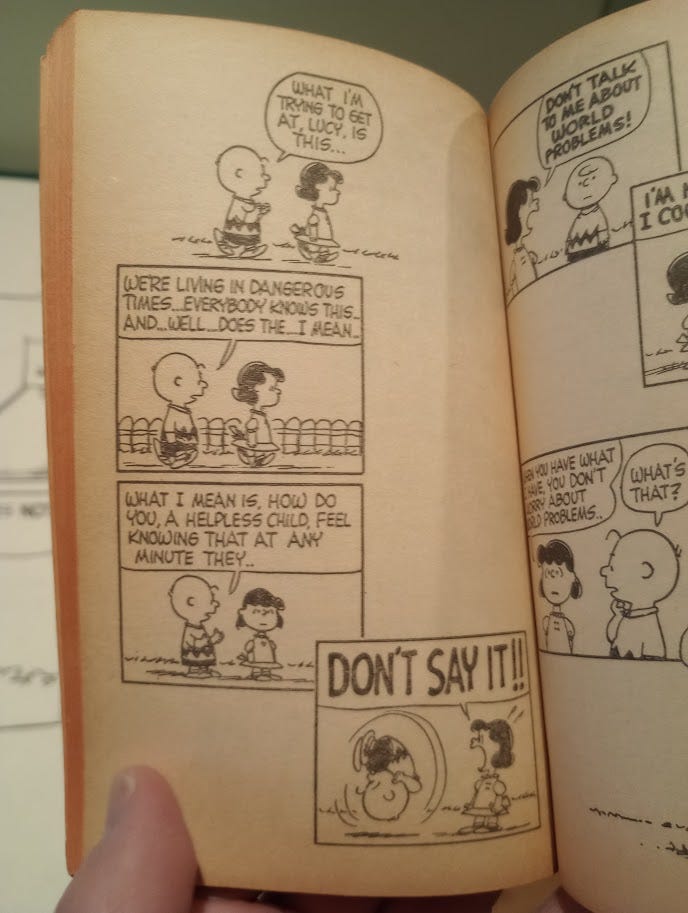 WHAT I'M
TRYING TO GET
AT, LUCY, IS
THIS...
WE'RE LIVING IN DANGEROUS
TIMES...EVERYBODY KNOWS THIS..
AND...WELL...DOES THE...I MEAN..
WHAT I MEAN IS, HOW DO
YOU, A HELPLESS CHILD, FEEL
KNOWING THAT AT ANY
MINUTE THEY..
DON'T SAY IT!!
DON'T TALK
TO ME ABOUT
WORLD
PROBLEMS!
I'M
I
YOU HAVE WHAT
HAVE, YOU DON'T
ABOUT
PROBLEMS..
WHAT'S
THAT?